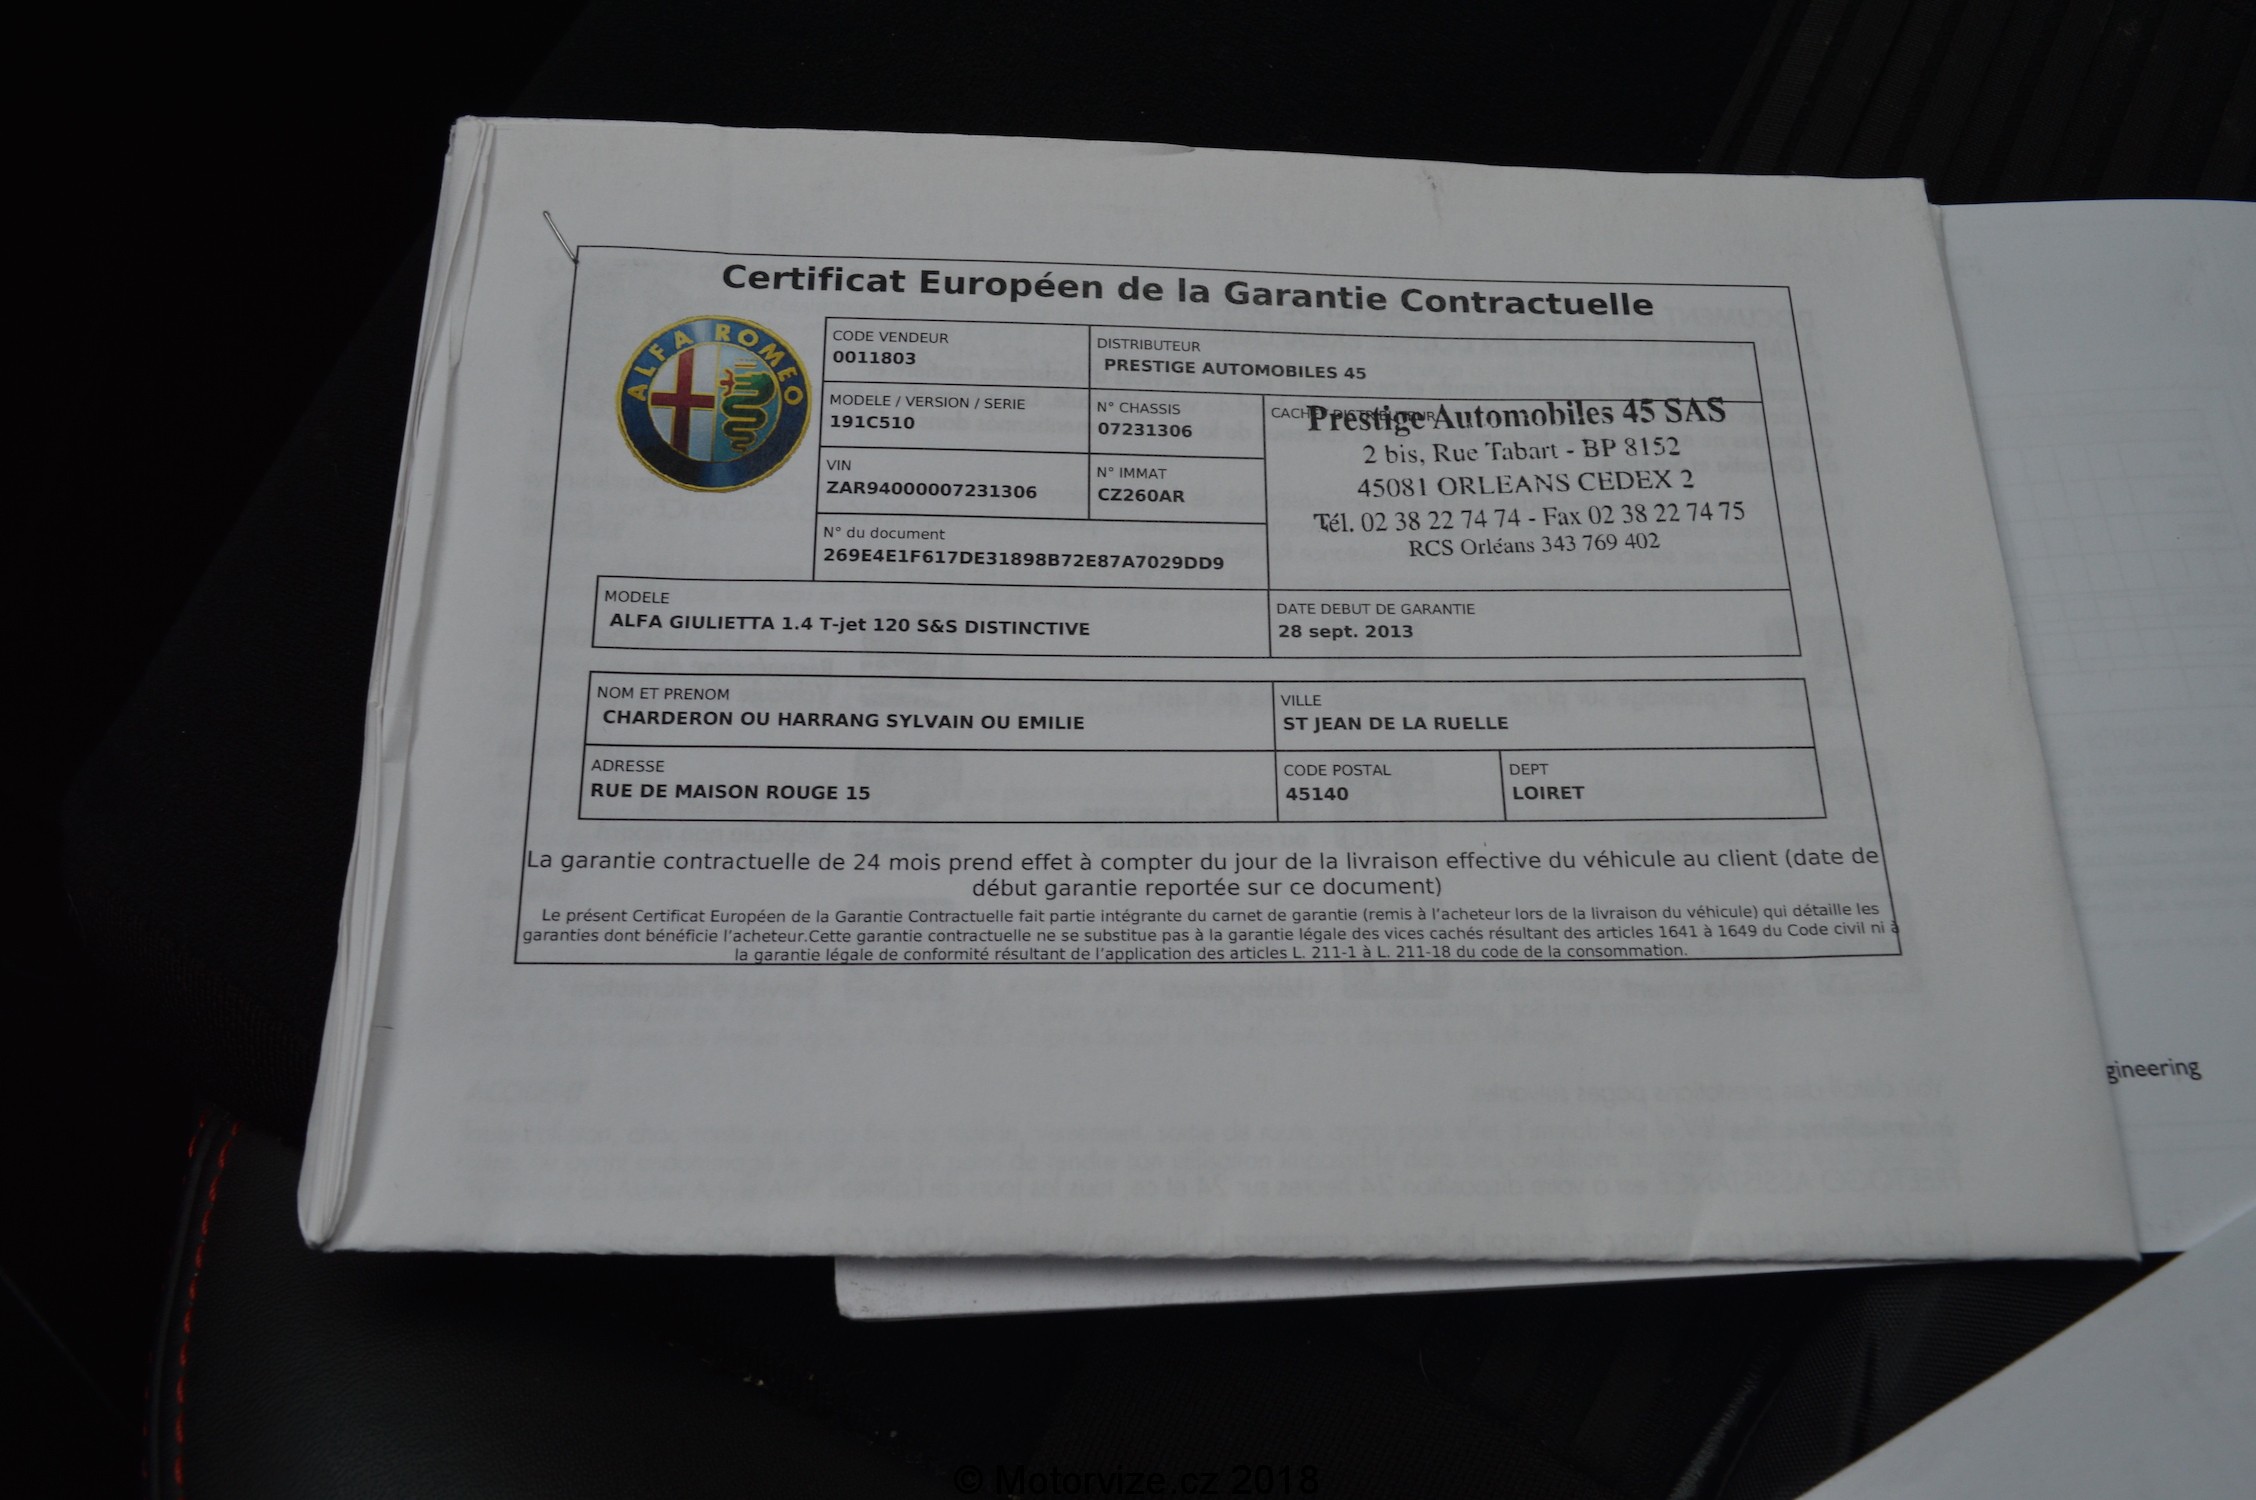 Certificat Européen de la Garantie Contractuelle
ALFA ROMEO
CODE VENDEUR
0011803
DISTRIBUTEUR
PRESTIGE AUTOMOBILES 45
MODELE / VERSION / SERIE
191C510
N° CHASSIS
07231306
CACHET DISTRIBUTEUR
Prestige Automobiles 45 SAS
2 bis, Rue Tabart - BP 8152
45081 ORLEANS CEDEX 2
Tél. 02 38 22 74 74 - Fax 02 38 22 74 75
RCS Orléans 343 769 402
VIN
ZAR94000007231306
N° IMMAT
CZ260AR
N° du document
269E4E1F617DE31898B72E87A7029DD9
MODELE
ALFA GIULIETTA 1.4 T-jet 120 S&S DISTINCTIVE
DATE DEBUT DE GARANTIE
28 sept. 2013
NOM ET PRENOM
CHARDERON OU HARRANG SYLVAIN OU EMILIE
VILLE
ST JEAN DE LA RUELLE
ADRESSE
RUE DE MAISON ROUGE 15
CODE POSTAL
45140
DEPT
LOIRET
La garantie contractuelle de 24 mois prend effet à compter du jour de la livraison effective du véhicule au client (date de
début garantie reportée sur ce document)
Le présent Certificat Européen de la Garantie Contractuelle fait partie intégrante du carnet de garantie (remis à l'acheteur lors de la livraison du véhicule) qui détaille les
garanties dont bénéficie l'acheteur.Cette garantie contractuelle ne se substitue pas à la garantie légale des vices cachés résultant des articles 1641 à 1649 du Code civil ni à
la garantie légale de conformité résultant de l'application des articles L. 211-1 à L. 211-18 du code de la consommation.
gineering
© Motorvize.cz 2018